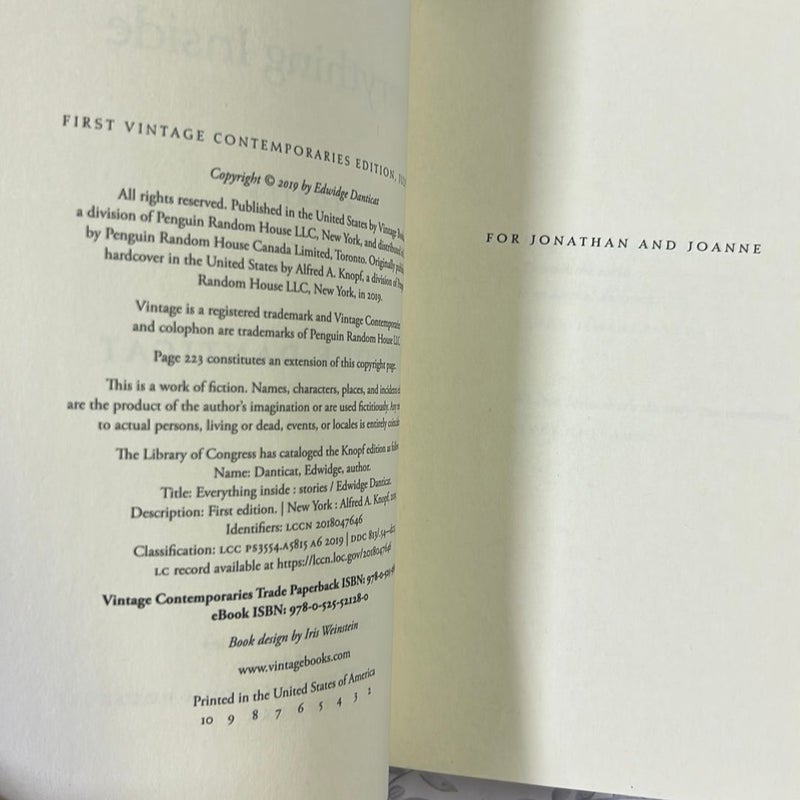 FIRST VINTAGE CONTEMPORARIES EDITION,
Copyright © 2019 by Edwidge Danticat
All rights reserved. Published in the United States by Vintage
a division of Penguin Random House LLC, New York, and distributed
by Penguin Random House Canada Limited, Toronto. Originally
hardcover in the United States by Alfred A. Knopf, a division of
Random House LLC, New York, in 2019.
Vintage is a registered trademark and Vintage Contemporaries
and colophon are trademarks of Penguin Random House LLC
Page 223 constitutes an extension of this copyright page.
This is a work of fiction. Names, characters, places, and incidents
are the product of the author's imagination or are used fictitiously. Any
to actual persons, living or dead, events, or locales is entirely
The Library of Congress has cataloged the Knopf edition as
Name: Danticat, Edwidge, author.
Title: Everything inside : stories / Edwidge Danticat.
Description: First edition. | New York : Alfred A. Knopf,
Identifiers: LCCN 2018047646
Classification: LCC PS3554.A5815 A6 2019 | DDC
LC record available at https://lccn.loc.gov/2018047646
Vintage Contemporaries Trade Paperback ISBN:
eBook ISBN: 978-0-525-52128-0
Book design by Iris Weinstein
www.vintagebooks.com
Printed in the United States of America
10 9 8 7 6 5 4 3 2
FOR JONATHAN AND JOANNE